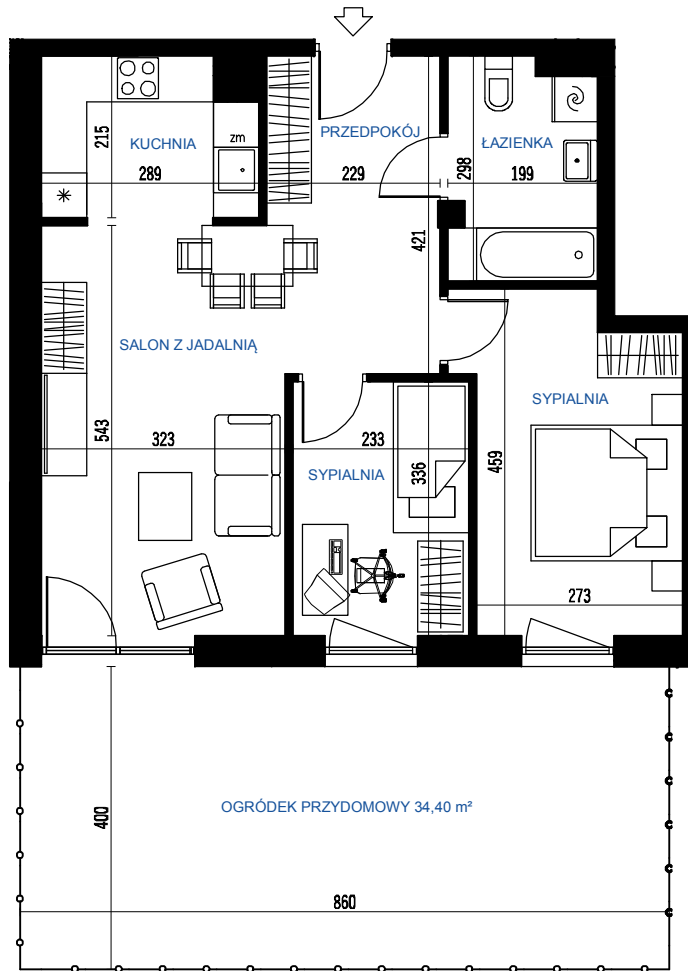 KUCHNIA
zm
PRZEDPOKÓJ
ŁAZIENKA
215
289
229
298
199
421
SALON Z JADALNIĄ
SYPIALNIA
543
323
233
SYPIALNIA
336
459
273
OGRÓDEK PRZYDOMOWY 34,40 m²
400
860